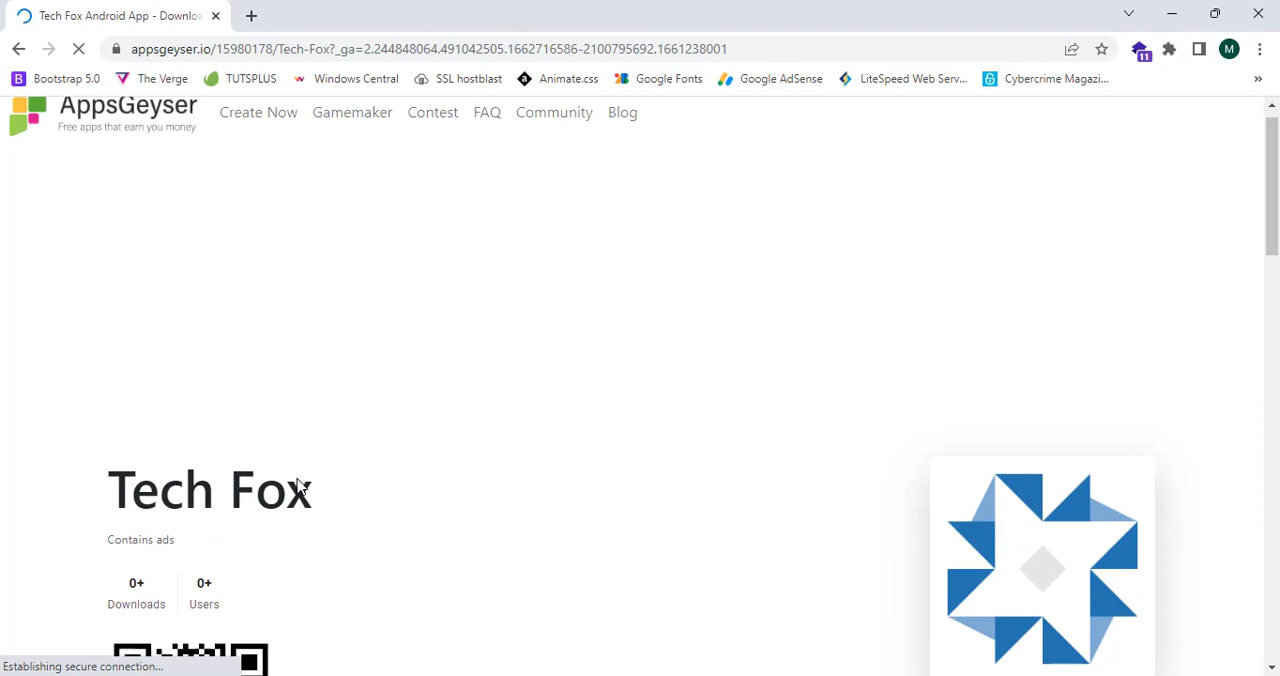 Tech Fox Android App - Downloa
appsgeyser.io/15980178/Tech-Fox?_ga=2.244848064.491042505.1662716586-2100795692.1661238001
11
M
B Bootstrap 5.0 The Verge TUTSPLUS Windows Central SSL hostblast Animate.css Google Fonts Google AdSense LiteSpeed Web Serv... Cybercrime Magazi... »
AppsGeyser
Free apps that earn you money
Create Now Gamemaker Contest FAQ Community Blog
Tech Fox
Contains ads
0+ 0+
Downloads Users
Establishing secure connection...